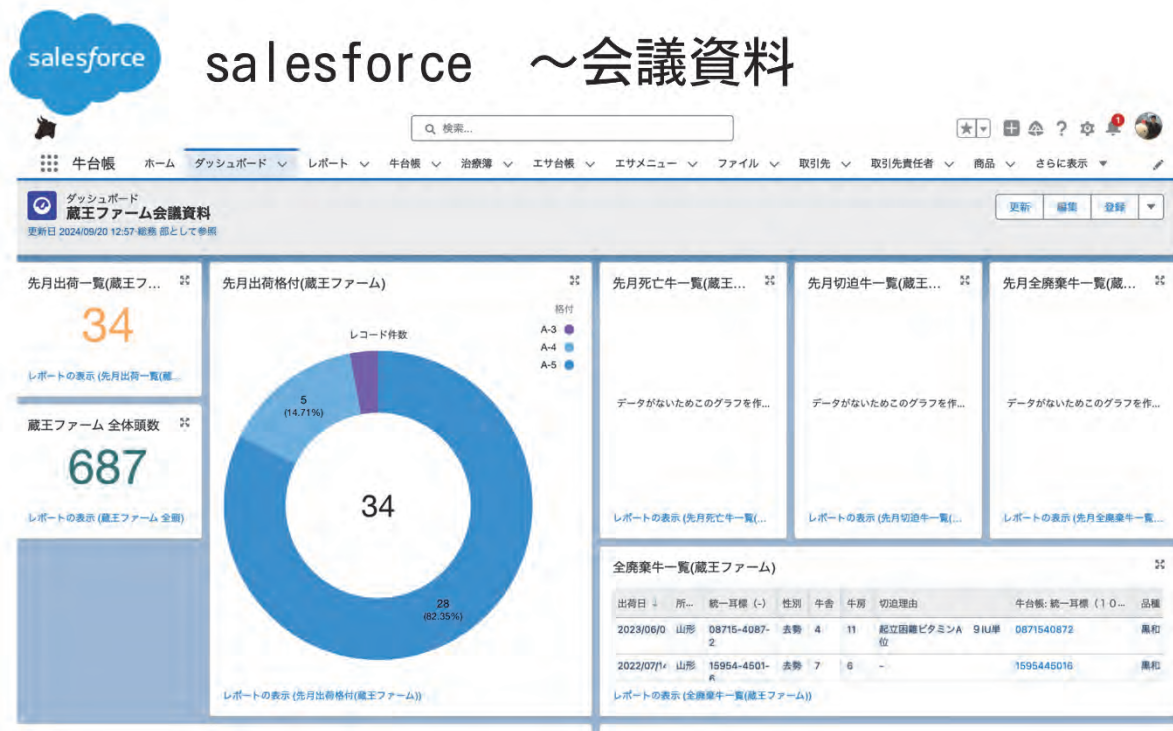 salesforce
salesforce ～会議資料
検索...
1
牛台帳
ホーム
ダッシュボード
レポート
牛台帳
治療簿
エサ台帳
エサメニュー
ファイル
取引先
取引先責任者
商品
さらに表示
ダッシュボード
蔵王ファーム会議資料
更新日 2024/09/20 12:57·総務 部として参照
更新
編集
登録
先月出荷一覧(蔵王フ...
34
レポートの表示 (先月出荷一覧(蔵...
蔵王ファーム 全体頭数
687
レポートの表示 (蔵王ファーム 全頭)
先月出荷格付(蔵王ファーム)
格付
A-3
A-4
A-5
レコード件数
5
(14.71%)
34
28
(82.35%)
レポートの表示 (先月出荷格付(蔵王ファーム))
先月死亡牛一覧(蔵王...
データがないためこのグラフを作...
レポートの表示 (先月死亡牛一覧(...
先月切迫牛一覧(蔵王...
データがないためこのグラフを作...
レポートの表示 (先月切迫牛一覧(...
先月全廃棄牛一覧(蔵...
データがないためこのグラフを作...
レポートの表示 (先月全廃棄牛一覧...
全廃棄牛一覧(蔵王ファーム)
出荷日 ↓ 所... 統一耳標 (-) 性別 牛舎 牛房 切迫理由 牛台帳: 統一耳標 (１０... 品種
2023/06/0 山形 08715-4087-2 去勢 4 11 起立困難ビタミンA 9IU単位 0871540872 黒和
2022/07/1 山形 15954-4501-6 去勢 7 6 - 1595445016 黒和
レポートの表示 (全廃棄牛一覧(蔵王ファーム))